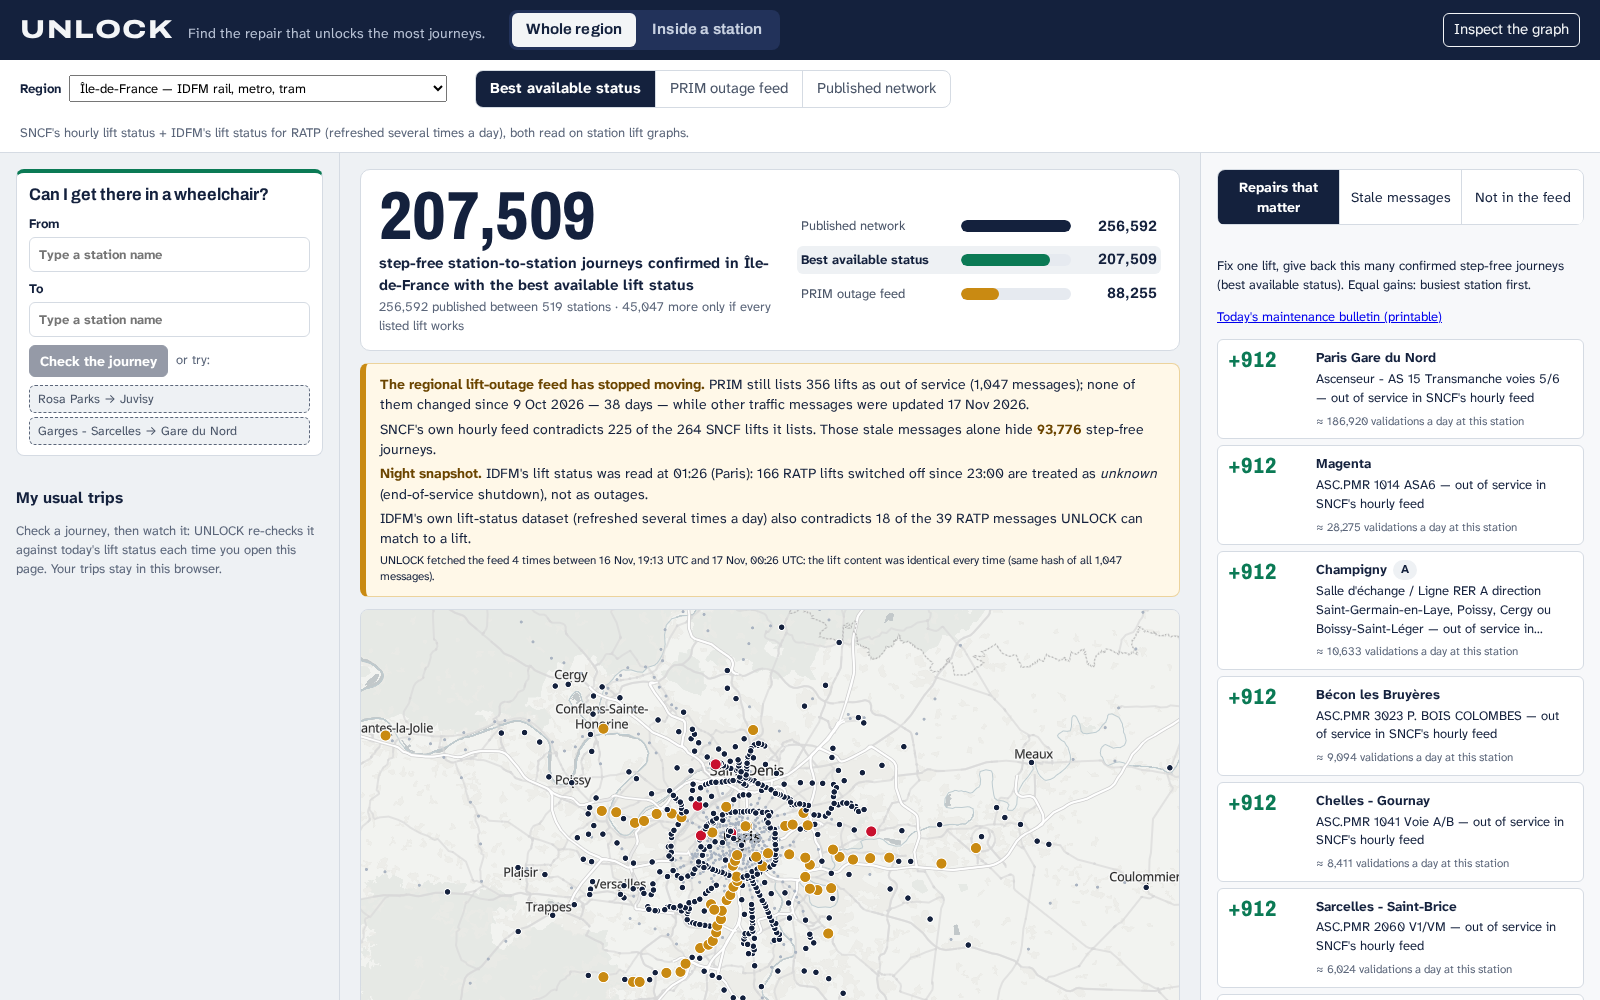 UNLOCK Find the repair that unlocks the most journeys. Whole region Inside a station Inspect the graph
Region Île-de-France — IDFM rail, metro, tram Best available status PRIM outage feed Published network
SNCF's hourly lift status + IDFM's lift status for RATP (refreshed several times a day), both read on station lift graphs.
Can I get there in a wheelchair?
From
Type a station name
To
Type a station name
Check the journey or try:
Rosa Parks → Juvisy
Garges - Sarcelles → Gare du Nord
My usual trips
Check a journey, then watch it: UNLOCK re-checks it
against today's lift status each time you open this
page. Your trips stay in this browser.
207,509
step-free station-to-station journeys confirmed in Île-
de-France with the best available lift status
256,592 published between 519 stations · 45,047 more only if every
listed lift works
Published network 256,592
Best available status 207,509
PRIM outage feed 88,255
The regional lift-outage feed has stopped moving. PRIM still lists 356 lifts as out of service (1,047 messages); none of
them changed since 9 Oct 2026 — 38 days — while other traffic messages were updated 17 Nov 2026.
SNCF's own hourly feed contradicts 225 of the 264 SNCF lifts it lists. Those stale messages alone hide 93,776 step-free
journeys.
Night snapshot. IDFM's lift status was read at 01:26 (Paris): 166 RATP lifts switched off since 23:00 are treated as unknown
(end-of-service shutdown), not as outages.
IDFM's own lift-status dataset (refreshed several times a day) also contradicts 18 of the 39 RATP messages UNLOCK can
match to a lift.
UNLOCK fetched the feed 4 times between 16 Nov, 19:13 UTC and 17 Nov, 00:26 UTC: the lift content was identical every time (same hash of all 1,047
messages).
Cergy
Conflans-Sainte-
Honorine
antes-la-Jolie
Poissy
Saint-Denis
Meaux
Plaisir
Versailles
Trappes
Coulommier
Repairs that
matter
Stale messages
Not in the feed
Fix one lift, give back this many confirmed step-free journeys
(best available status). Equal gains: busiest station first.
Today's maintenance bulletin (printable)
+912 Paris Gare du Nord
Ascenseur - AS 15 Transmanche voies 5/6
— out of service in SNCF's hourly feed
≈ 186,920 validations a day at this station
+912 Magenta
ASC.PMR 1014 ASA6 — out of service in
SNCF's hourly feed
≈ 28,275 validations a day at this station
+912 Champigny A
Salle d'échange / Ligne RER A direction
Saint-Germain-en-Laye, Poissy, Cergy ou
Boissy-Saint-Léger — out of service in...
≈ 10,633 validations a day at this station
+912 Bécon les Bruyères
ASC.PMR 3023 P. BOIS COLOMBES — out
of service in SNCF's hourly feed
≈ 9,094 validations a day at this station
+912 Chelles - Gournay
ASC.PMR 1041 Voie A/B — out of service in
SNCF's hourly feed
≈ 8,411 validations a day at this station
+912 Sarcelles - Saint-Brice
ASC.PMR 2060 V1/VM — out of service in
SNCF's hourly feed
≈ 6,024 validations a day at this station